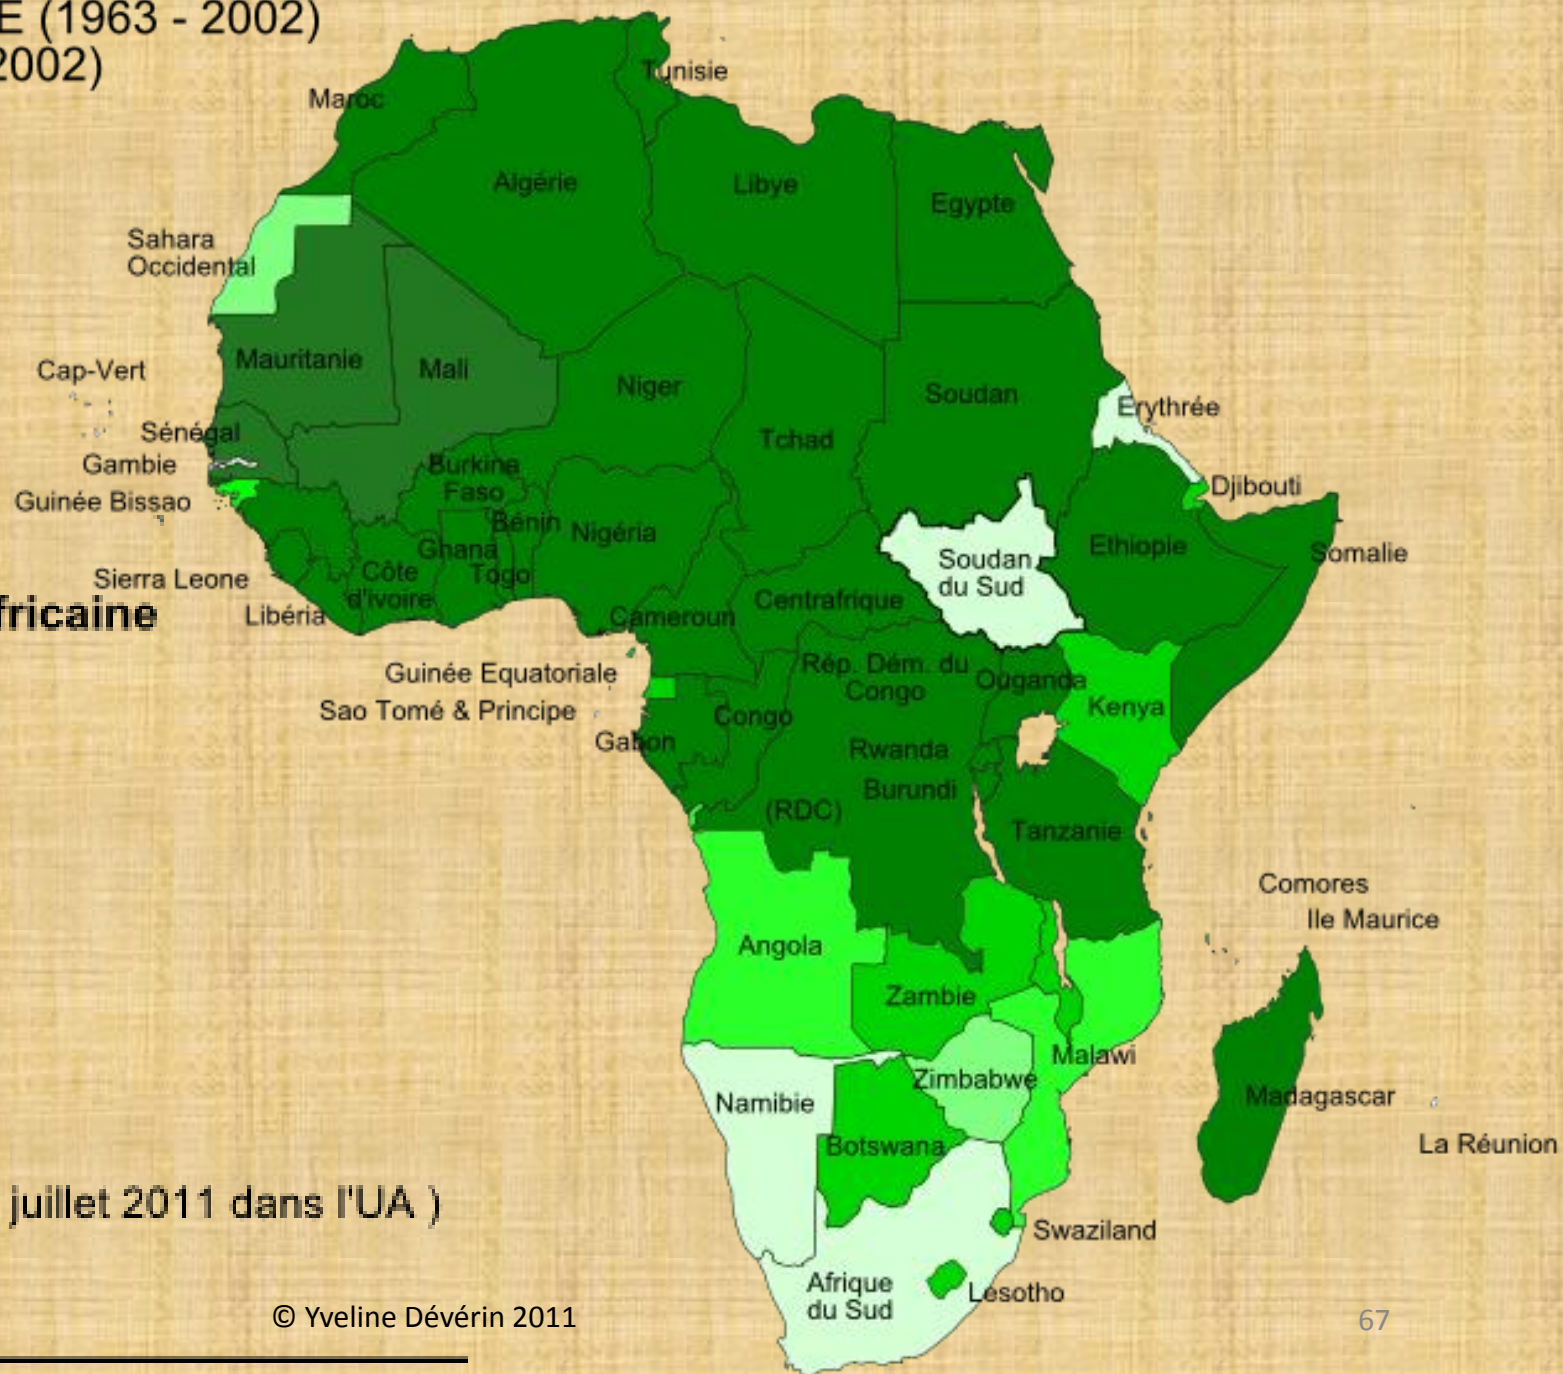 E (1963 - 2002)
2002)
Tunisie
Maroc
Algérie
Libye
Egypte
Sahara
Occidental
Mauritanie
Mali
Niger
Soudan
Cap-Vert
Erythrée
Sénégal
Tchad
Gambie
Burkina
Faso
Djibouti
Guinée Bissao
Bénin
Nigéria
Ghana
Ethiopie
Somalie
Soudan
du Sud
Côte
d'ivoire
Togo
Sierra Leone
Centrafrique
fricaine
Libéria
Cameroun
Guinée Equatoriale
Rép. Dém. du
Congo
Ouganda
Sao Tomé & Principe
Congo
Kenya
Gabon
Rwanda
Burundi
(RDC)
Tanzanie
Comores
Ile Maurice
Angola
Zambie
Malawi
Zimbabwe
Namibie
Madagascar
Botswana
La Réunion
juillet 2011 dans l'UA )
Swaziland
Afrique
du Sud
Lesotho
© Yveline Dévérin 2011
67